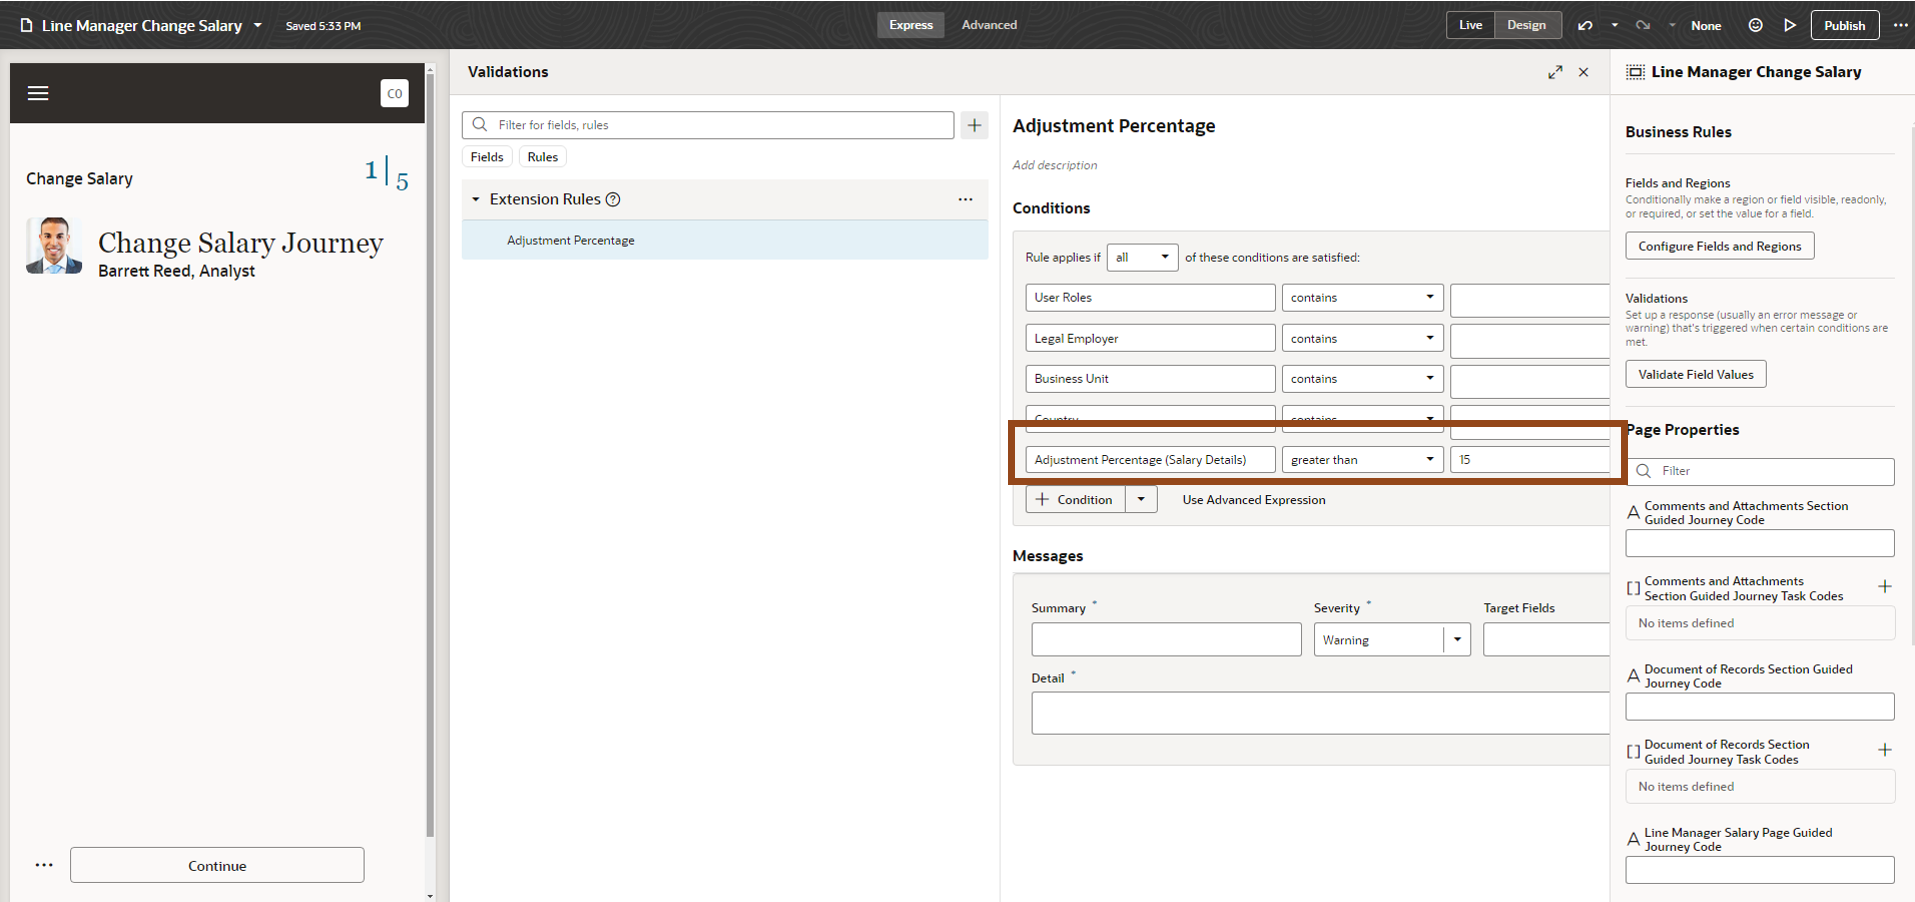 Line Manager Change Salary
Saved 5:33 PM
Express
Advanced
Live
Design
None
Publish
CO
Change Salary
1
5
Change Salary Journey
Barrett Reed, Analyst
Continue
Validations
Filter for fields, rules
Fields
Rules
Extension Rules
Adjustment Percentage
Adjustment Percentage
Add description
Conditions
Rule applies if all of these conditions are satisfied:
User Roles contains
Legal Employer contains
Business Unit contains
Country contains
Adjustment Percentage (Salary Details) greater than 15
+ Condition
Use Advanced Expression
Messages
Summary *
Severity *
Target Fields
Warning
Detail *
Line Manager Change Salary
Business Rules
Fields and Regions
Conditionally make a region or field visible, readonly,
or required, or set the value for a field.
Configure Fields and Regions
Validations
Set up a response (usually an error message or
warning) that's triggered when certain conditions are
met.
Validate Field Values
Page Properties
Filter
Comments and Attachments Section
Guided Journey Code
Comments and Attachments
Section Guided Journey Task Codes
No items defined
Document of Records Section Guided
Journey Code
Document of Records Section
Guided Journey Task Codes
No items defined
Line Manager Salary Page Guided
Journey Code